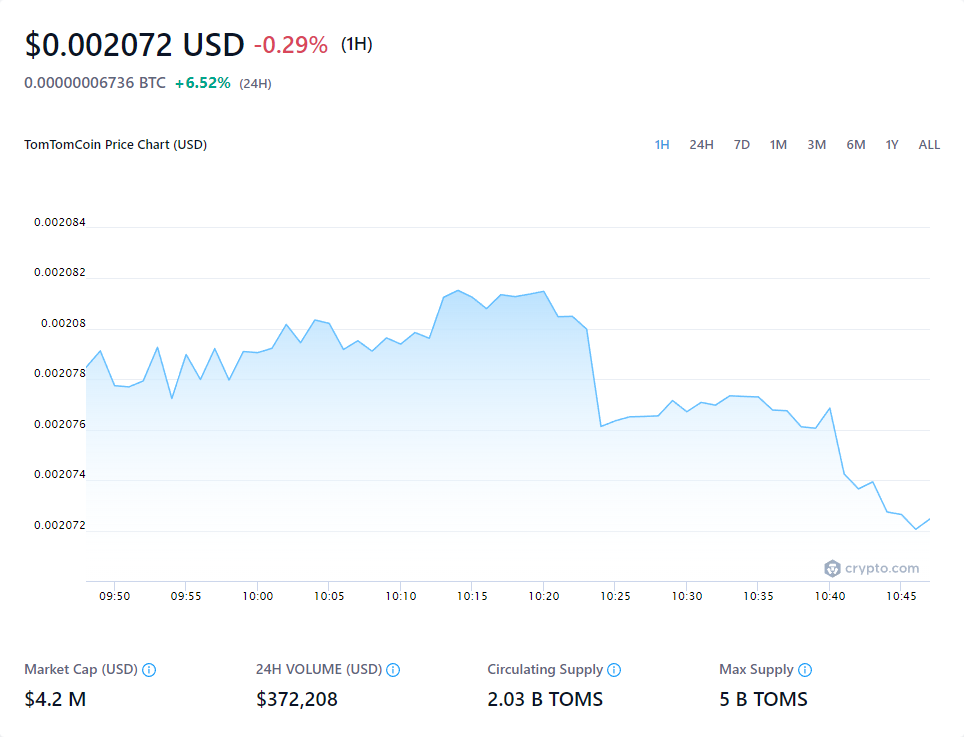 $0.002072 USD -0.29% (1H)
0.00000006736 BTC +6.52% (24H)
TomTomCoin Price Chart (USD)
1H 24H 7D 1M 3M 6M 1Y ALL
0.002084
0.002082
0.00208
0.002078
0.002076
0.002074
0.002072
crypto.com
09:50 09:55 10:00 10:05 10:10 10:15 10:20 10:25 10:30 10:35 10:40 10:45
Market Cap (USD) 24H VOLUME (USD) Circulating Supply Max Supply
$4.2 M $372,208 2.03 B TOMS 5 B TOMS